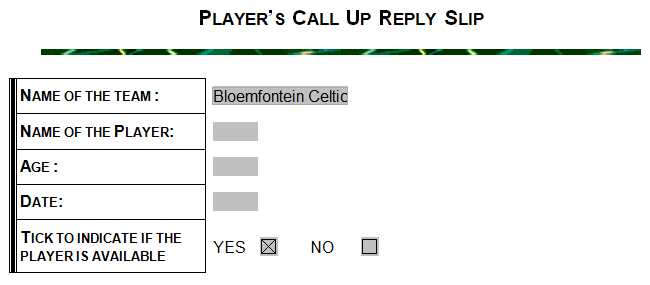 PLAYER'S CALL UP REPLY SLIP
NAME OF THE TEAM : Bloemfontein Celtic
NAME OF THE PLAYER:
AGE :
DATE:
TICK TO INDICATE IF THE
PLAYER IS AVAILABLE
YES ☒ NO ☐